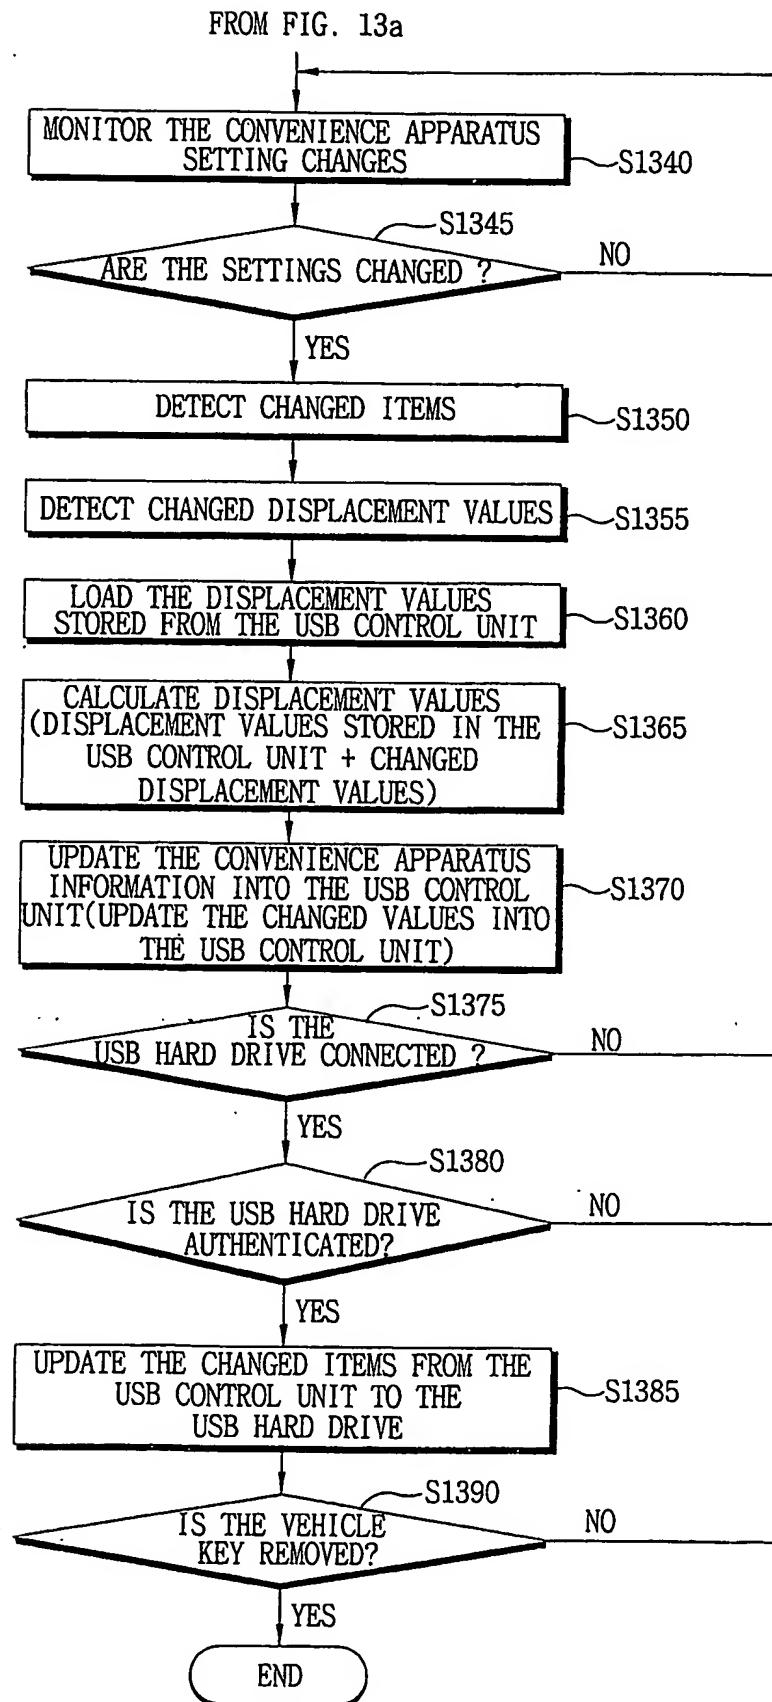 FROM FIG. 13a
MONITOR THE CONVENIENCE APPARATUS
SETTING CHANGES
S1340
S1345
ARE THE SETTINGS CHANGED ?
NO
YES
DETECT CHANGED ITEMS
S1350
DETECT CHANGED DISPLACEMENT VALUES
S1355
LOAD THE DISPLACEMENT VALUES
STORED FROM THE USB CONTROL UNIT
S1360
CALCULATE DISPLACEMENT VALUES
(DISPLACEMENT VALUES STORED IN THE
USB CONTROL UNIT + CHANGED
DISPLACEMENT VALUES)
S1365
UPDATE THE CONVENIENCE APPARATUS
INFORMATION INTO THE USB CONTROL
UNIT(UPDATE THE CHANGED VALUES INTO
THE USB CONTROL UNIT)
S1370
S1375
IS THE
USB HARD DRIVE CONNECTED ?
NO
YES
S1380
IS THE USB HARD DRIVE
AUTHENTICATED?
NO
YES
UPDATE THE CHANGED ITEMS FROM THE
USB CONTROL UNIT TO THE
USB HARD DRIVE
S1385
S1390
IS THE VEHICLE
KEY REMOVED?
NO
YES
END